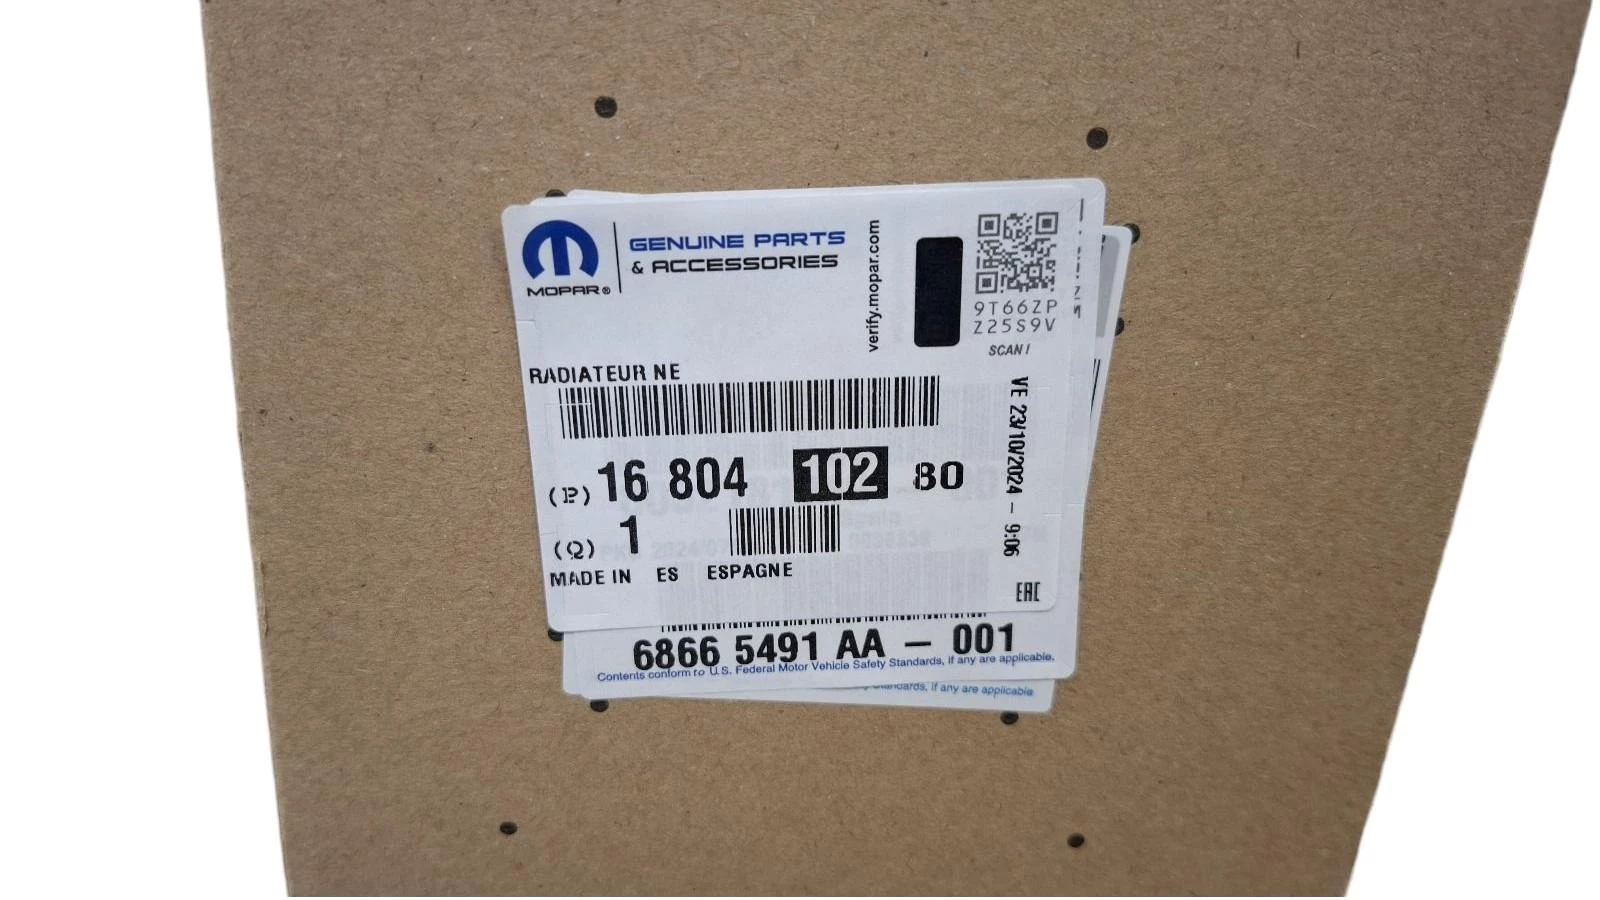 MOPAR®
GENUINE PARTS
& ACCESSORIES
verify.mopar.com
9T66ZP
Z25S9V
SCAN!
RADIATEUR NE
(P) 16 804 102 80
(Q) 1
MADE IN ES ESPAGNE
VE 23/10/2024 - 9:06
EAC
6866 5491 AA - 001
Contents conform to U.S. Federal Motor Vehicle Safety Standards, if any are applicable.
Standards, if any are applicable